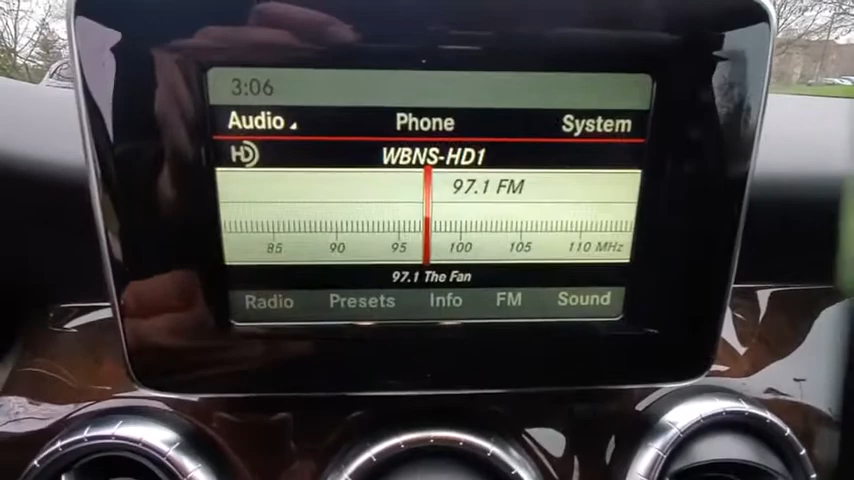 3:06
Audio Phone System
HD WBNS-HD1
97.1 FM
85 90 95 100 105 110 MHz
97.1 The Fan
Radio Presets Info FM Sound